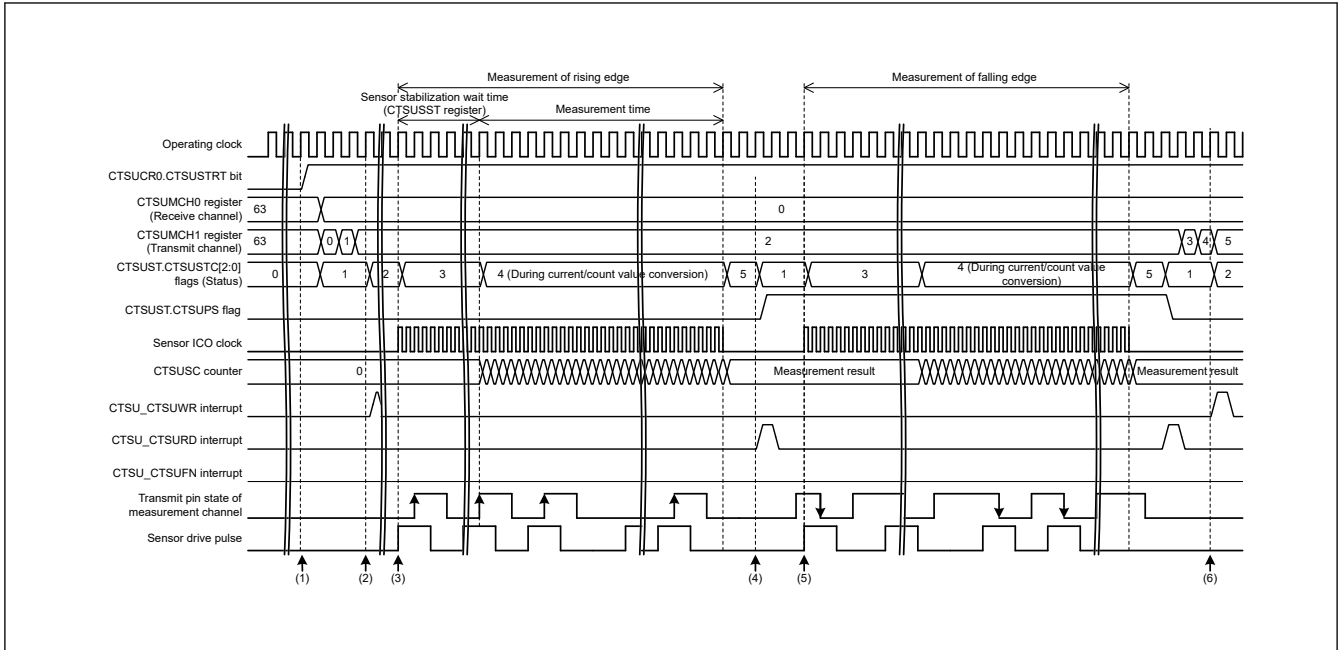 Measurement of rising edge
Measurement of falling edge
Sensor stabilization wait time
(CTSUSST register)
Measurement time
Operating clock
CTSUCR0.CTSUSTRT bit
CTSUMCH0 register
(Receive channel)
63
0
CTSUMCH1 register
(Transmit channel)
63
0
1
2
3
4
5
CTSUST.CTSUSTC[2:0]
flags (Status)
0
1
2
3
4 (During current/count value conversion)
5
1
3
4 (During current/count value
conversion)
5
1
2
CTSUST.CTSUPS flag
Sensor ICO clock
CTSUSC counter
0
Measurement result
Measurement result
CTSU_CTSUWR interrupt
CTSU_CTSURD interrupt
CTSU_CTSUFN interrupt
Transmit pin state of
measurement channel
Sensor drive pulse
(1)
(2)
(3)
(4)
(5)
(6)